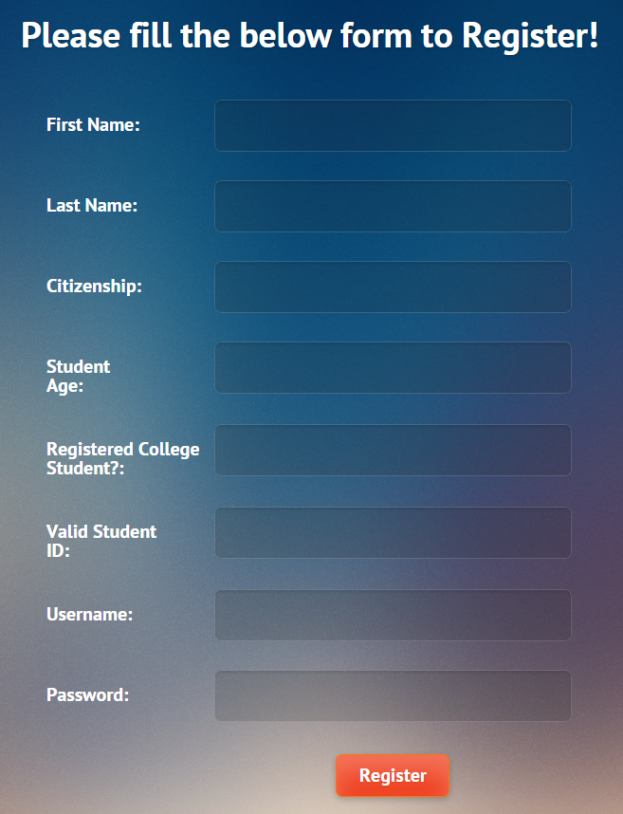 Please fill the below form to Register!
First Name:
Last Name:
Citizenship:
Student
Age:
Registered College
Student?:
Valid Student
ID:
Username:
Password:
Register